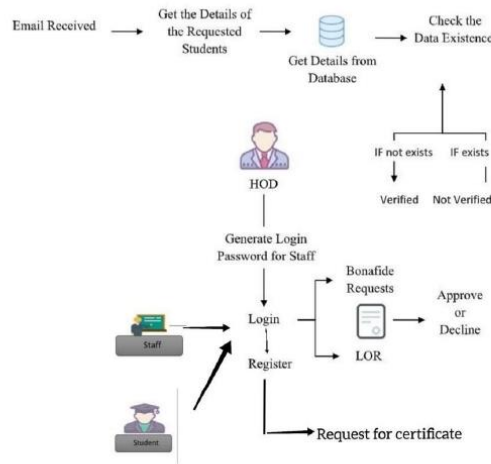 Email Received
Get the Details of
the Requested
Students
Get Details from
Database
Check the
Data Existence
IF not exists
IF exists
Verified
Not Verified
HOD
Generate Login
Password for Staff
Login
Register
Staff
Student
Bonafide
Requests
LOR
Approve
or
Decline
Request for certificate